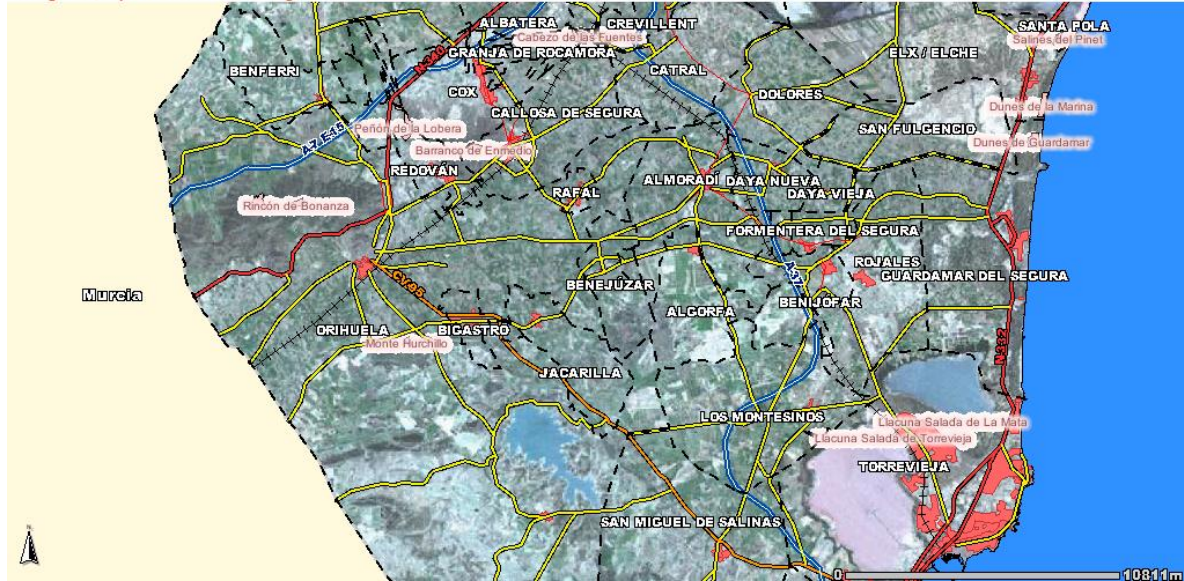 SANTA POLA
ALBATERA
CREVILLENT
Cabezo de las Fuentes
Salines del Pinet
GRANJA DE ROCAMORA
ELX / ELCHE
BENFERRI
N-340
CATRAL
COX
DOLORES
CALLOSA DE SEGURA
Dunes de la Marina
A-7 E-15
Peñón de la Lobera
SAN FULGENCIO
Dunes de Guardamar
Barranco de Enmedio
REDOVÁN
ALMORADÍ
DAYA NUEVA
RAFAL
DAYA VIEJA
Rincón de Bonanza
FORMENTERA DEL SEGURA
ROJALES
GUARDAMAR DEL SEGURA
A-37
CV-95
BENEJÚZAR
Murcia
BENIJÓFAR
ALGORFA
ORIHUELA
BIGASTRO
Monte Hurchillo
N-332
JACARILLA
LOS MONTESINOS
Llacuna Salada de La Mata
Llacuna Salada de Torrevieja
TORREVIEJA
SAN MIGUEL DE SALINAS
N
0 10811m